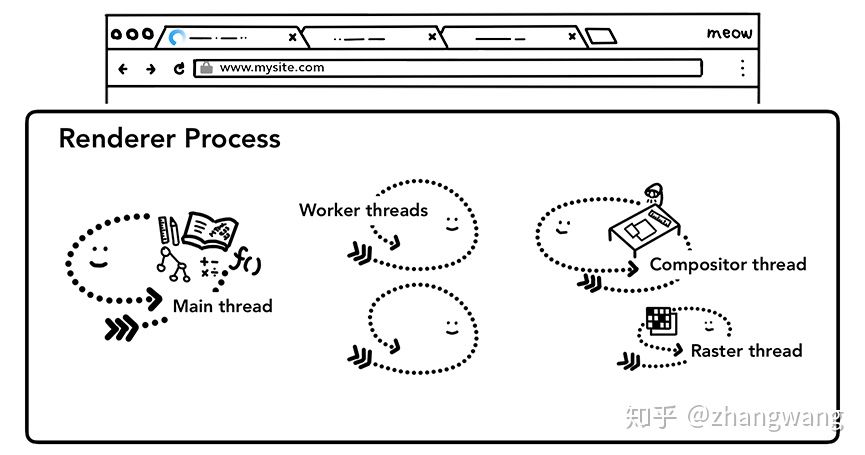 meow
www.mysite.com
Renderer Process
Worker threads
f()
Main thread
Compositor thread
Raster thread
知乎 @zhangwang